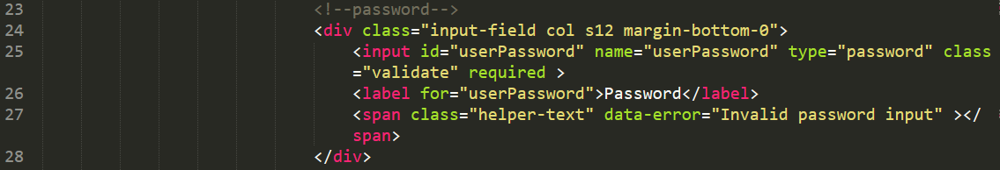 23 <!--password-->
24 <div class="input-field col s12 margin-bottom-0">
25 <input id="userPassword" name="userPassword" type="password" class
="validate" required >
26 <label for="userPassword">Password</label>
27 <span class="helper-text" data-error="Invalid password input" ></
span>
28 </div>